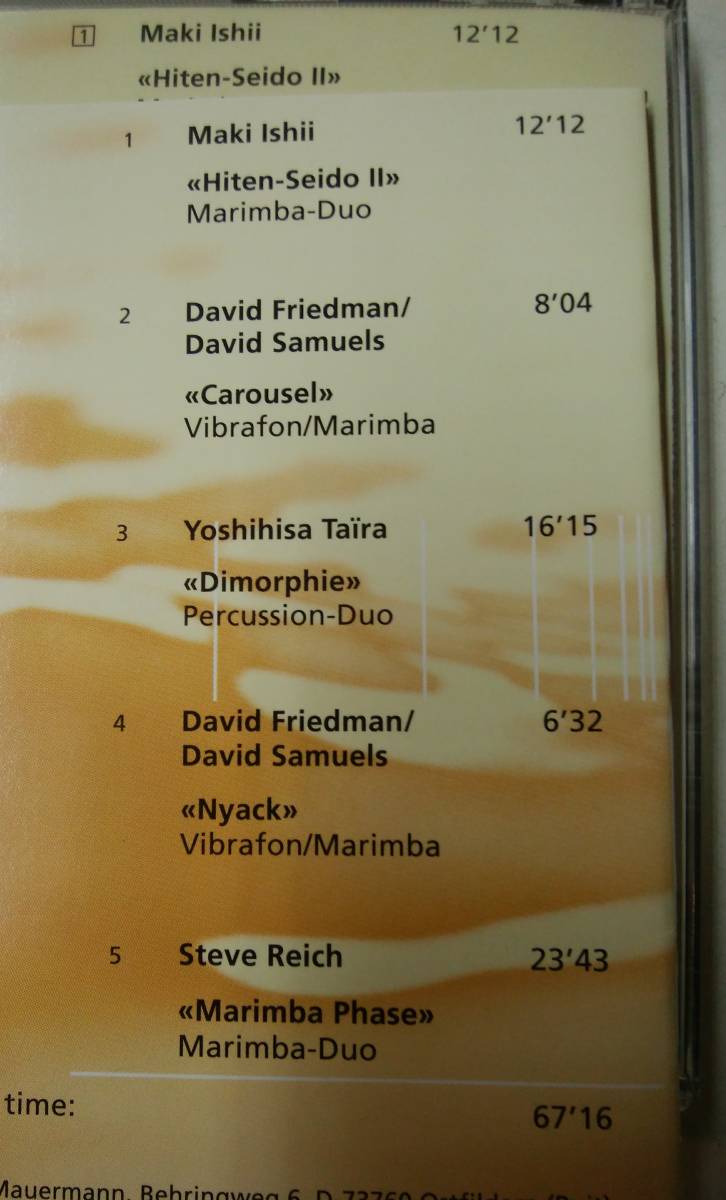 1 Maki Ishii 12'12
«Hiten-Seido II»
1 Maki Ishii 12'12
«Hiten-Seido II»
Marimba-Duo
2 David Friedman/ 8'04
David Samuels
«Carousel»
Vibrafon/Marimba
3 Yoshihisa Taïra 16'15
«Dimorphie»
Percussion-Duo
4 David Friedman/ 6'32
David Samuels
«Nyack»
Vibrafon/Marimba
5 Steve Reich 23'43
«Marimba Phase»
Marimba-Duo
time: 67'16
Mauermann, Behringweg 6, D-73760